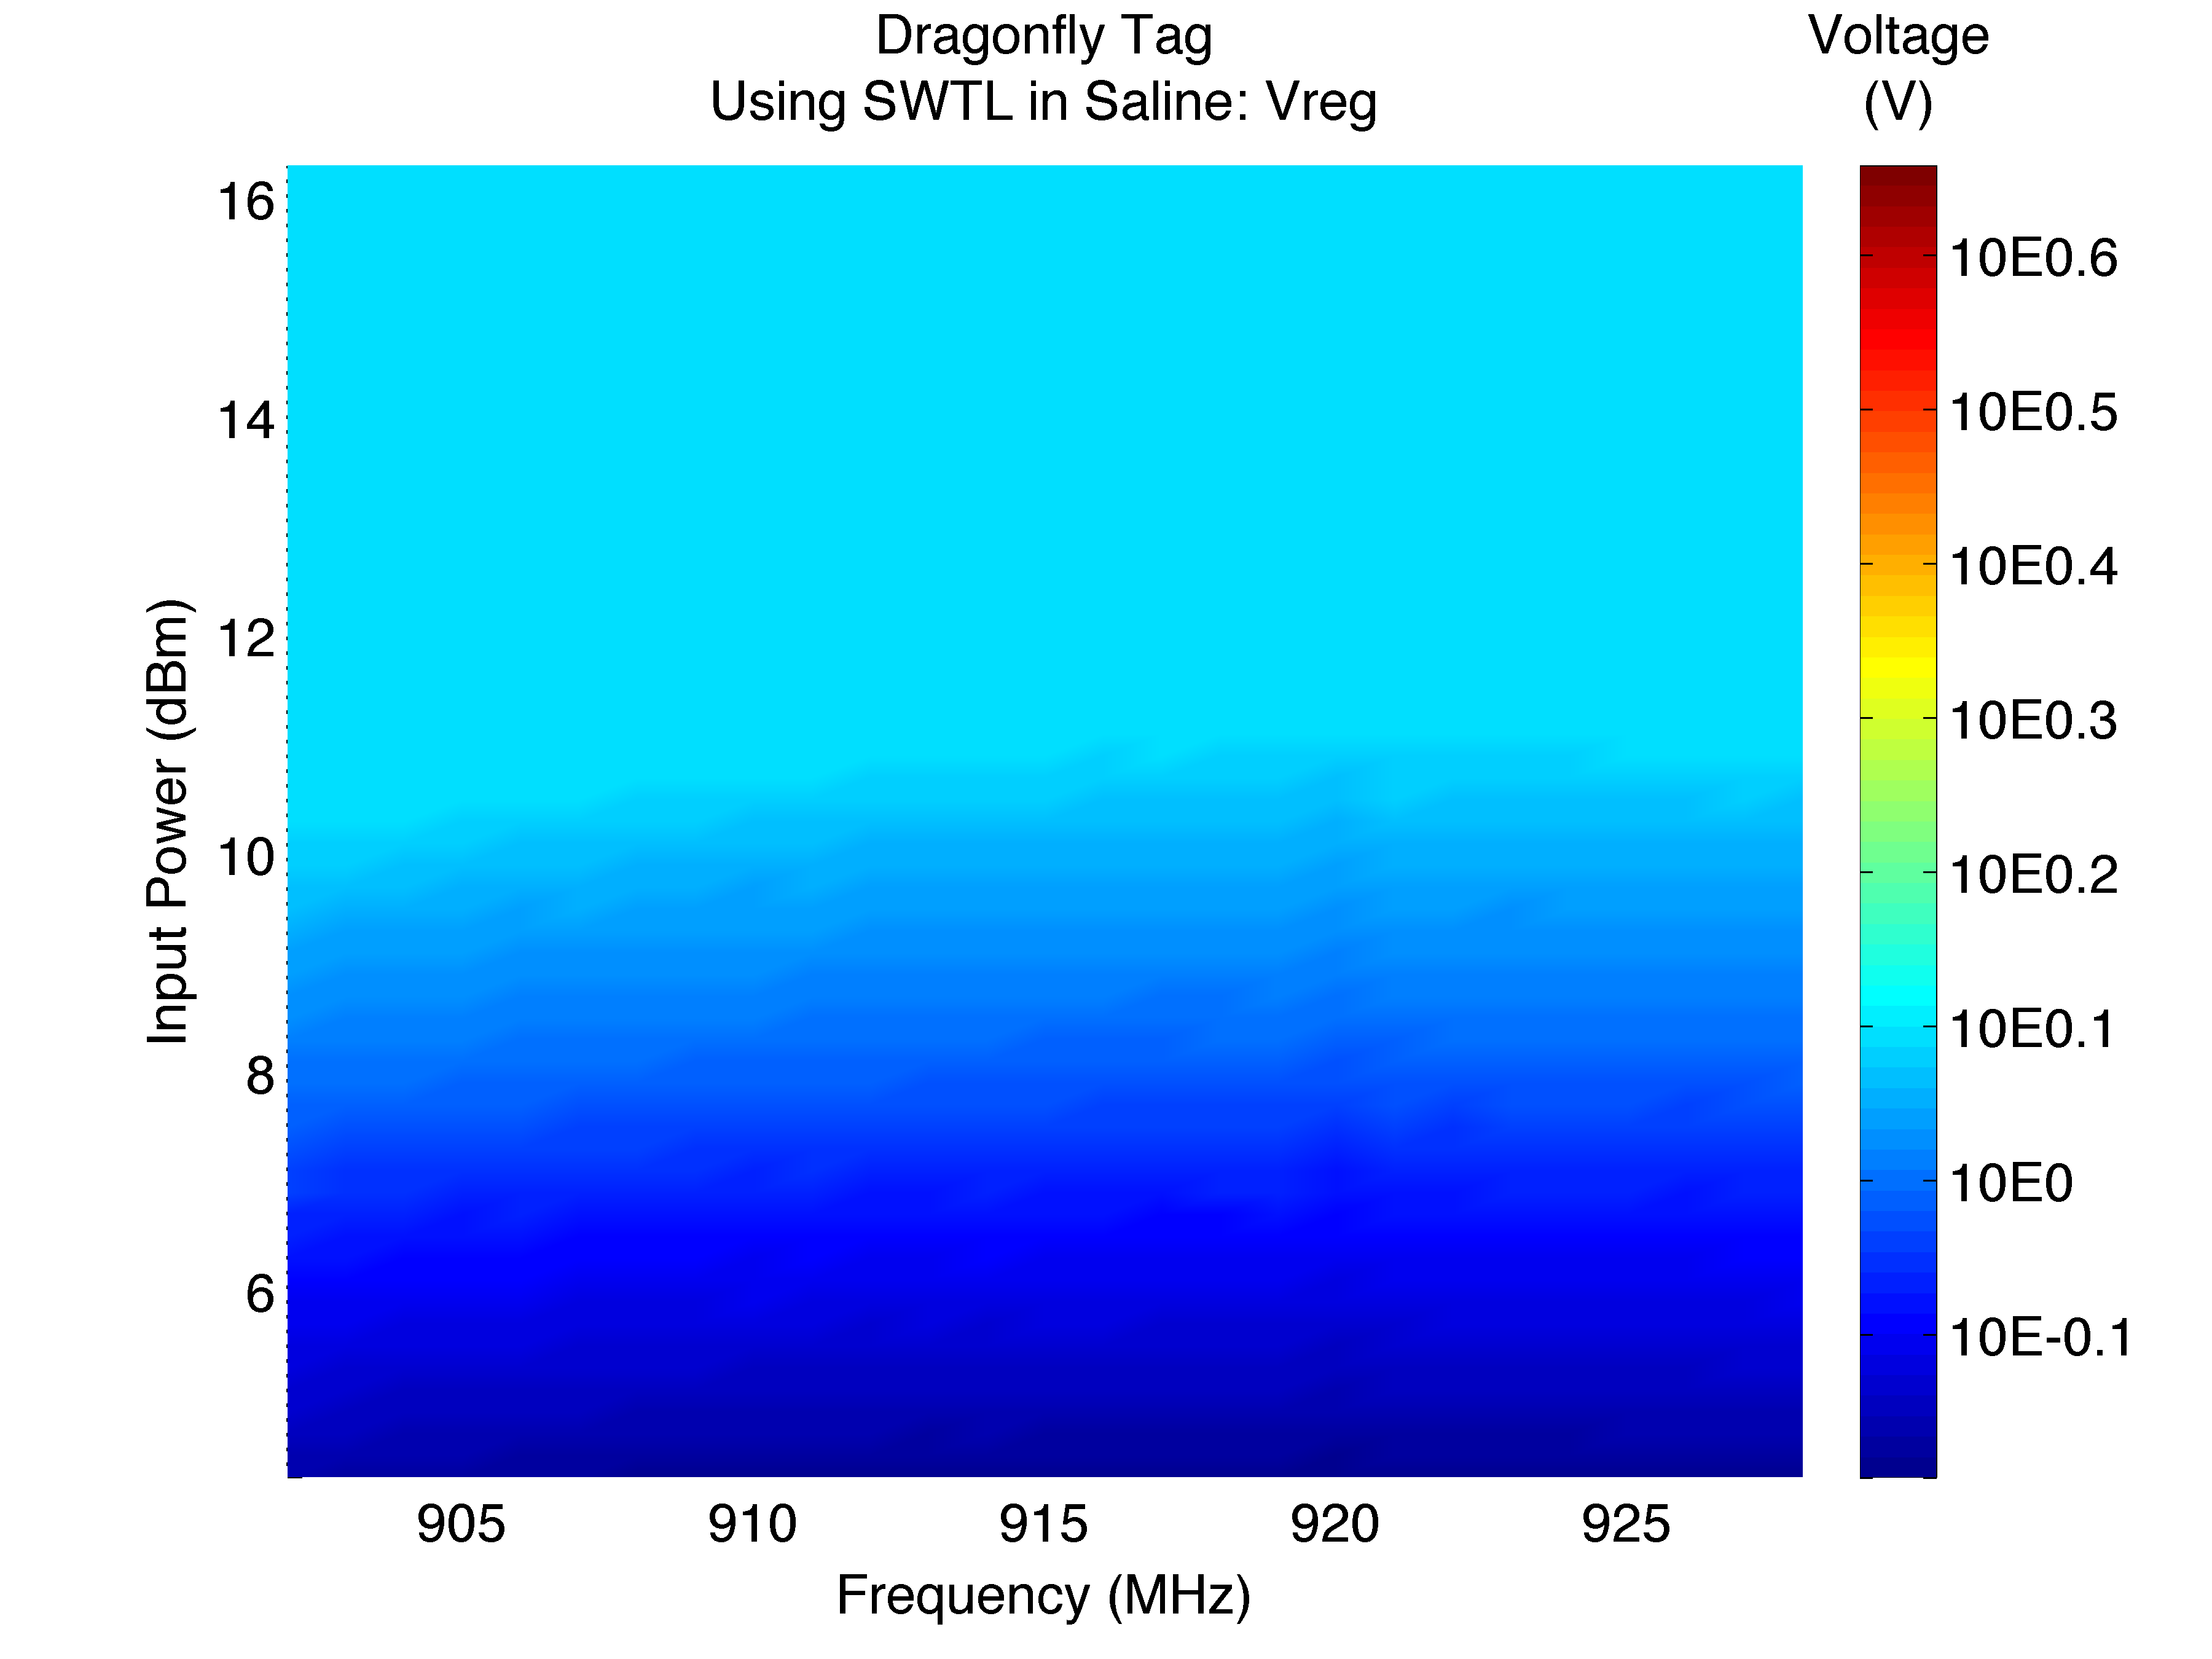 Dragonfly Tag
Using SWTL in Saline: Vreg
Voltage
(V)
Input Power (dBm)
16
14
12
10
8
6
905
910
915
920
925
Frequency (MHz)
10E0.6
10E0.5
10E0.4
10E0.3
10E0.2
10E0.1
10E0
10E-0.1